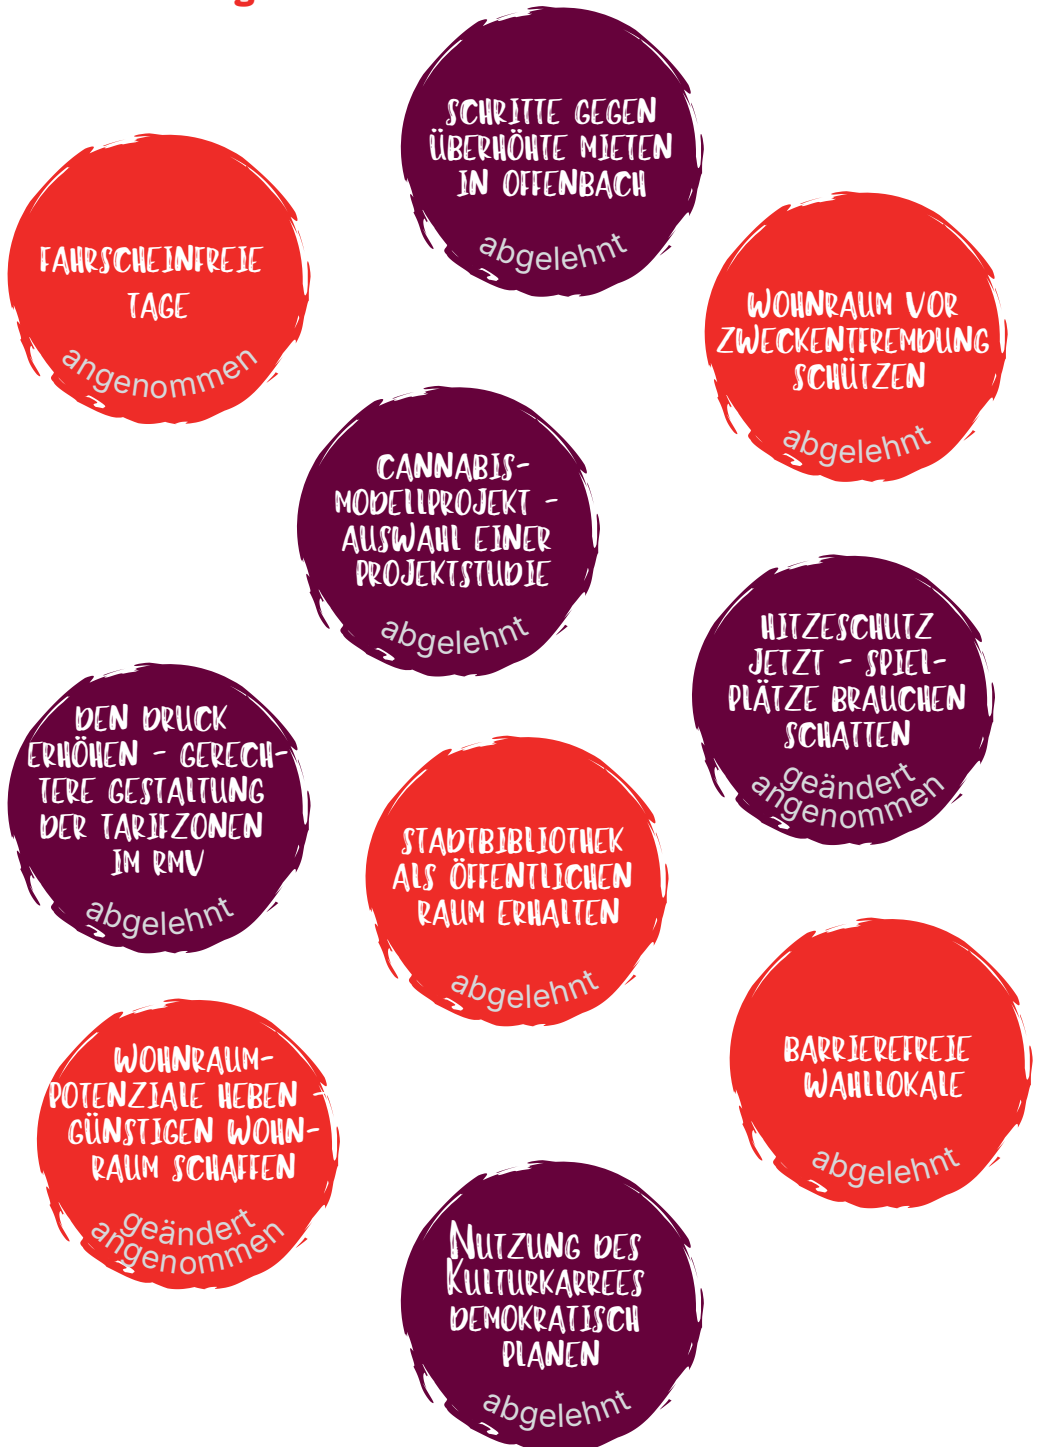 SCHRITTE GEGEN
ÜBERHÖHTE MIETEN
IN OFFENBACH
abgelehnt
FAHRSCHEINFREIE
TAGE
angenommen
WOHNRAUM VOR
ZWECKENTFREMDUNG
SCHÜTZEN
abgelehnt
CANNABIS-
MODELLPROJEKT -
AUSWAHL EINER
PROJEKTSTUDIE
abgelehnt
HITZESCHUTZ
JETZT - SPIEL-
PLÄTZE BRAUCHEN
SCHATTEN
geändert
angenommen
DEN DRUCK
ERHÖHEN - GERECH-
TERE GESTALTUNG
DER TARIFZONEN
IM RMV
abgelehnt
STADTBIBLIOTHEK
ALS ÖFFENTLICHEN
RAUM ERHALTEN
abgelehnt
BARRIEREFREIE
WAHLLOKALE
abgelehnt
WOHNRAUM-
POTENZIALE HEBEN -
GÜNSTIGEN WOHN-
RAUM SCHAFFEN
geändert
angenommen
NUTZUNG DES
KULTURKARREES
DEMOKRATISCH
PLANEN
abgelehnt